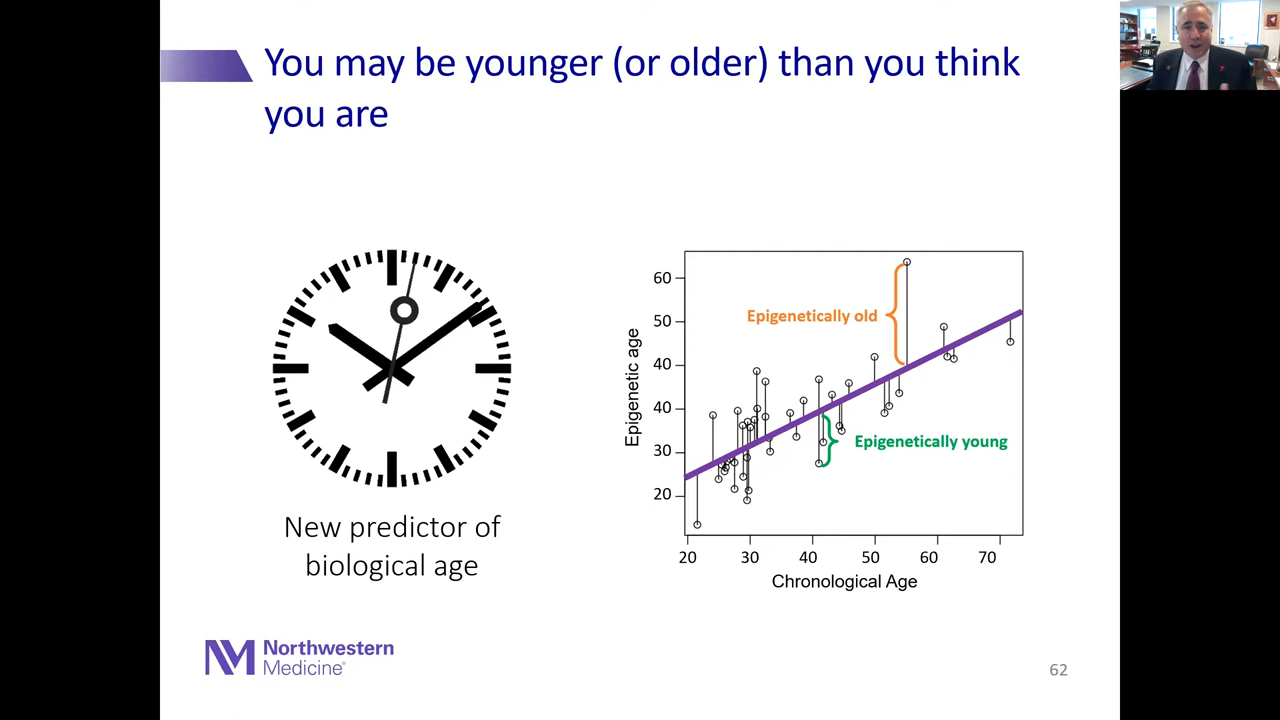 You may be younger (or older) than you think
you are
New predictor of
biological age
Epigenetic age
60
50
40
40
30
20
Epigenetically old
Epigenetically young
20 30 40 50 60 70
Chronological Age
Northwestern
Medicine®
62